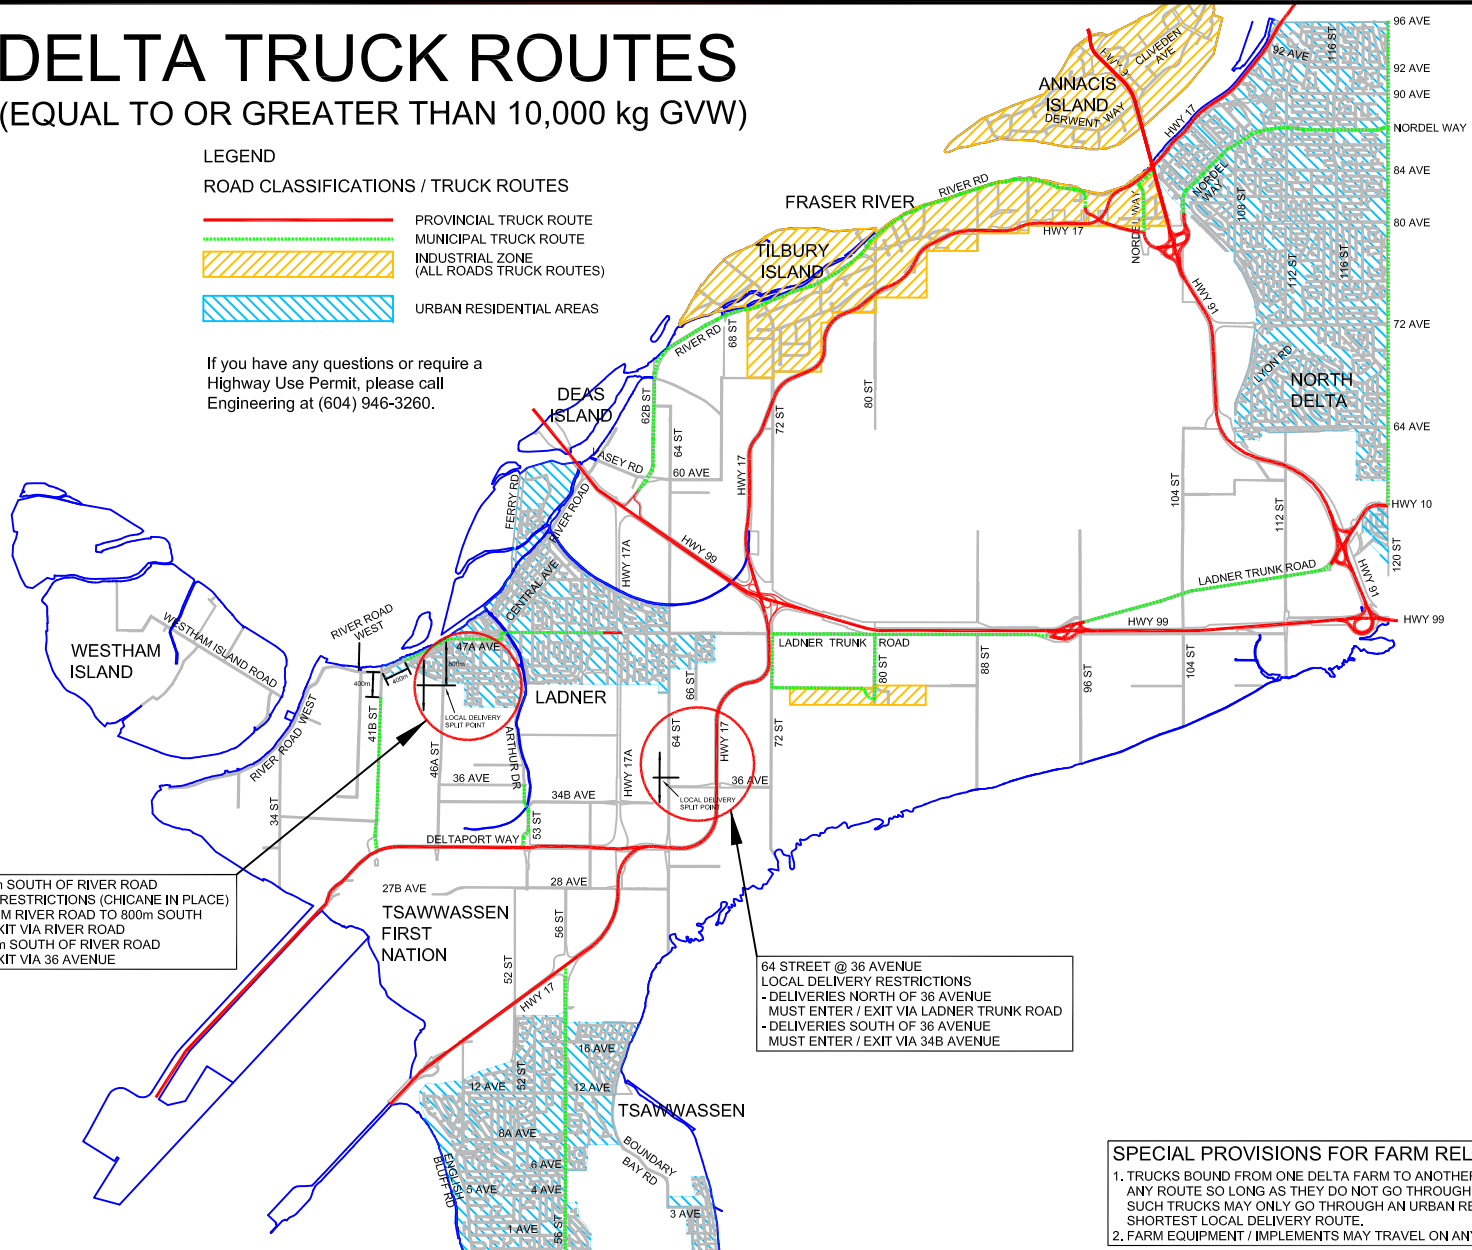 DELTA TRUCK ROUTES
(EQUAL TO OR GREATER THAN 10,000 kg GVW)
LEGEND
ROAD CLASSIFICATIONS / TRUCK ROUTES
PROVINCIAL TRUCK ROUTE
MUNICIPAL TRUCK ROUTE
INDUSTRIAL ZONE
(ALL ROADS TRUCK ROUTES)
URBAN RESIDENTIAL AREAS
If you have any questions or require a
Highway Use Permit, please call
Engineering at (604) 946-3260.
ANNACIS
ISLAND
DERWENT WAY
CLIVEDEN
AVE
HWY 91
HWY 17
92 AVE
116 ST
96 AVE
92 AVE
90 AVE
NORDEL WAY
84 AVE
80 AVE
72 AVE
64 AVE
HWY 10
120 ST
HWY 99
NORDEL
WAY
108 ST
112 ST
116 ST
LYON RD
NORTH
DELTA
FRASER RIVER
RIVER RD
HWY 17
NORDEL WAY
HWY 91
TILBURY
ISLAND
RIVER RD
68 ST
72 ST
80 ST
DEAS
ISLAND
62B ST
64 ST
60 AVE
VASEY RD
HWY 17
HWY 99
HWY 17A
FERRY RD
RIVER ROAD
CENTRAL AVE
104 ST
112 ST
LADNER TRUNK ROAD
HWY 91
HWY 99
LADNER TRUNK ROAD
80 ST
88 ST
96 ST
104 ST
WESTHAM
ISLAND
WESTHAM ISLAND ROAD
RIVER ROAD
WEST
RIVER ROAD WEST
47A AVE
800m
400m
400m
LOCAL DELIVERY
SPLIT POINT
LADNER
41B ST
46A ST
ARTHUR DR
36 AVE
34B AVE
34 ST
HWY 17A
66 ST
64 ST
HWY 17
72 ST
36 AVE
LOCAL DELIVERY
SPLIT POINT
DELTAPORT WAY
53 ST
27B AVE
28 AVE
TSAWWASSEN
FIRST
NATION
52 ST
56 ST
HWY 17
SOUTH OF RIVER ROAD
RESTRICTIONS (CHICANE IN PLACE)
RIVER ROAD TO 800m SOUTH
VIA RIVER ROAD
SOUTH OF RIVER ROAD
VIA 36 AVENUE
64 STREET @ 36 AVENUE
LOCAL DELIVERY RESTRICTIONS
- DELIVERIES NORTH OF 36 AVENUE
MUST ENTER / EXIT VIA LADNER TRUNK ROAD
- DELIVERIES SOUTH OF 36 AVENUE
MUST ENTER / EXIT VIA 34B AVENUE
16 AVE
12 AVE
52 ST
12 AVE
TSAWWASSEN
8A AVE
BOUNDARY
BAY RD
ENGLISH
BLUFF RD
6 AVE
5 AVE
4 AVE
3 AVE
1 AVE
56 ST
SPECIAL PROVISIONS FOR FARM
1. TRUCKS BOUND FROM ONE DELTA FARM TO ANOTHER
ANY ROUTE SO LONG AS THEY DO NOT GO THROUGH
SUCH TRUCKS MAY ONLY GO THROUGH AN URBAN
SHORTEST LOCAL DELIVERY ROUTE.
2. FARM EQUIPMENT / IMPLEMENTS MAY TRAVEL ON